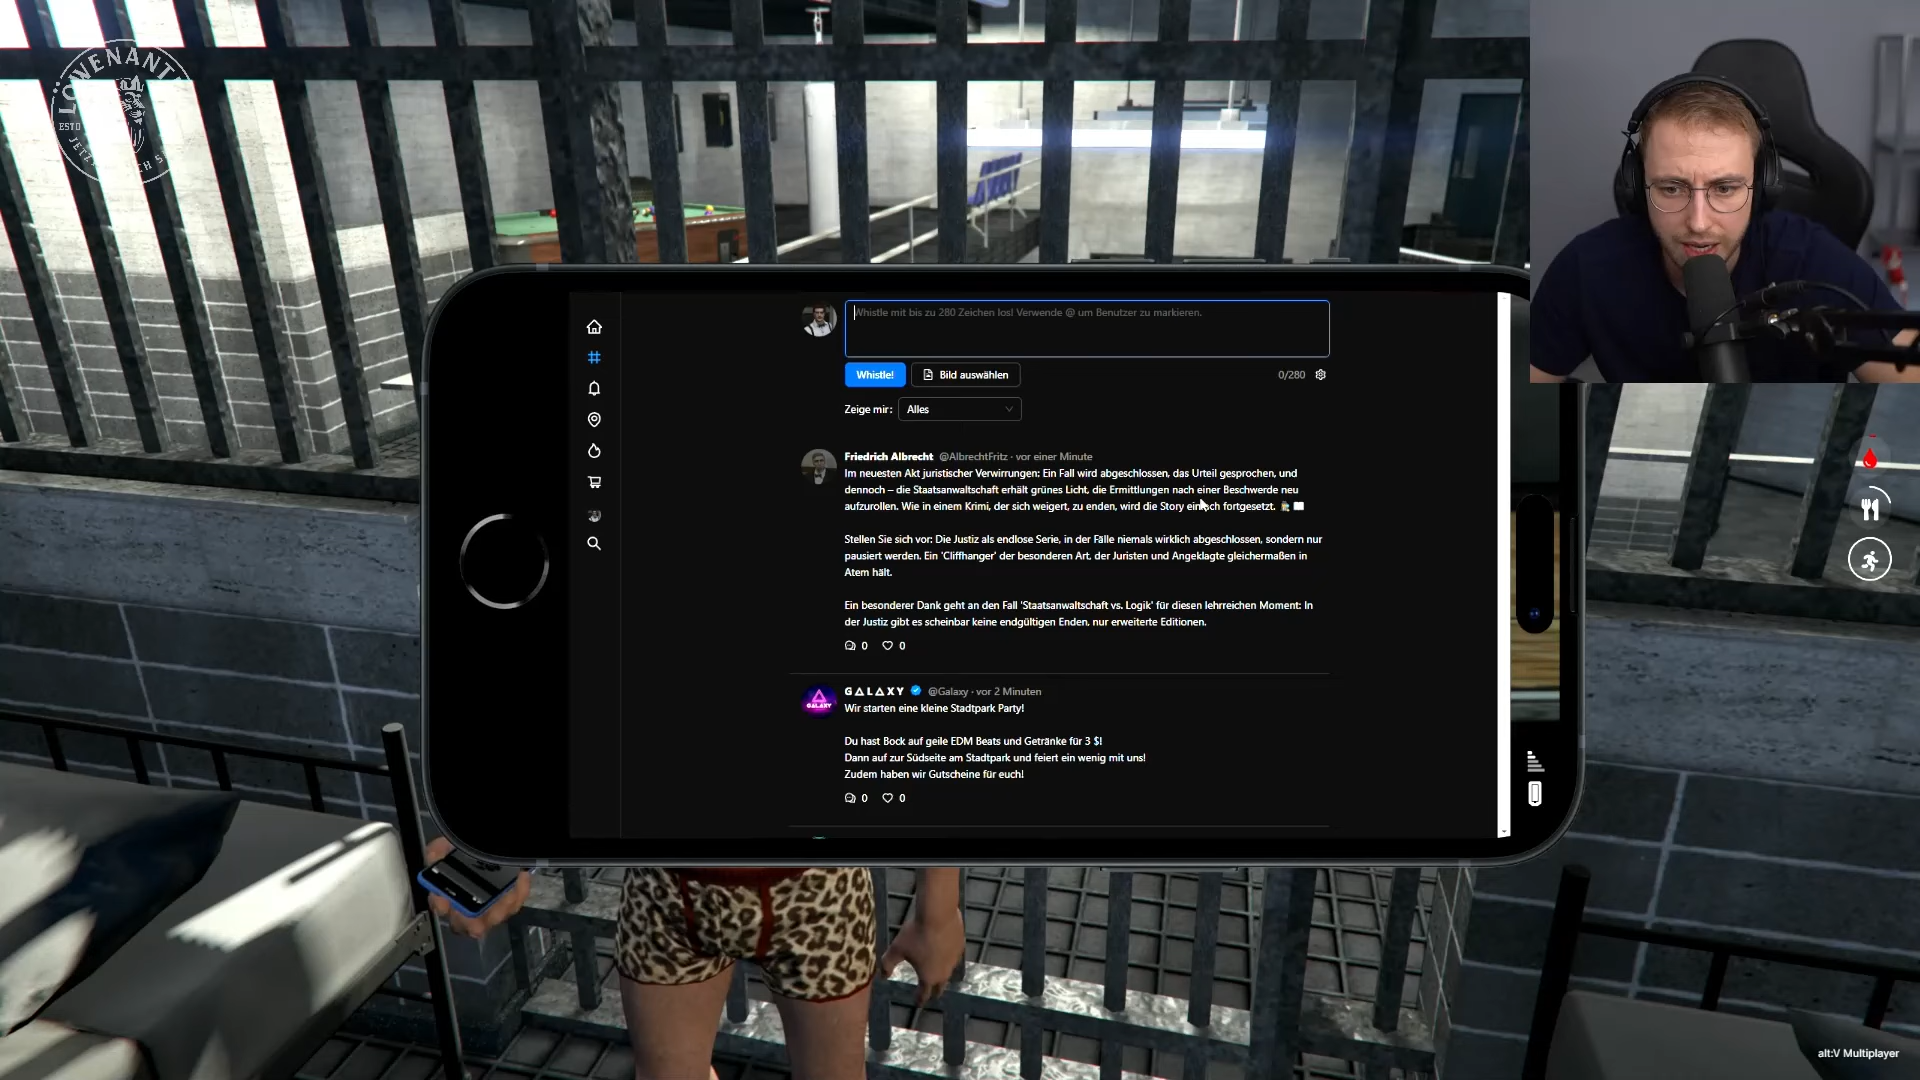 LÖWENANTEIL
ESTD
JETZT
Whistle mit bis zu 280 Zeichen los! Verwende @ um Benutzer zu markieren.
Whistle!
Bild auswählen
0/280
Zeige mir:
Alles
Friedrich Albrecht @AlbrechtFritz · vor einer Minute
Im neuesten Akt juristischer Verwirrungen: Ein Fall wird abgeschlossen, das Urteil gesprochen, und
dennoch – die Staatsanwaltschaft erhält grünes Licht, die Ermittlungen nach einer Beschwerde neu
aufzurollen. Wie in einem Krimi, der sich weigert, zu enden, wird die Story einfach fortgesetzt.
Stellen Sie sich vor: Die Justiz als endlose Serie, in der Fälle niemals wirklich abgeschlossen, sondern nur
pausiert werden. Ein 'Cliffhanger' der besonderen Art, der Juristen und Angeklagte gleichermaßen in
Atem hält.
Ein besonderer Dank geht an den Fall 'Staatsanwaltschaft vs. Logik' für diesen lehrreichen Moment: In
der Justiz gibt es scheinbar keine endgültigen Enden, nur erweiterte Editionen.
0 0
GALAXY
G Δ L Δ X Y @Galaxy · vor 2 Minuten
Wir starten eine kleine Stadtpark Party!
Du hast Bock auf geile EDM Beats und Getränke für 3 $!
Dann auf zur Südseite am Stadtpark und feiert ein wenig mit uns!
Zudem haben wir Gutscheine für euch!
0 0
alt:V Multiplayer